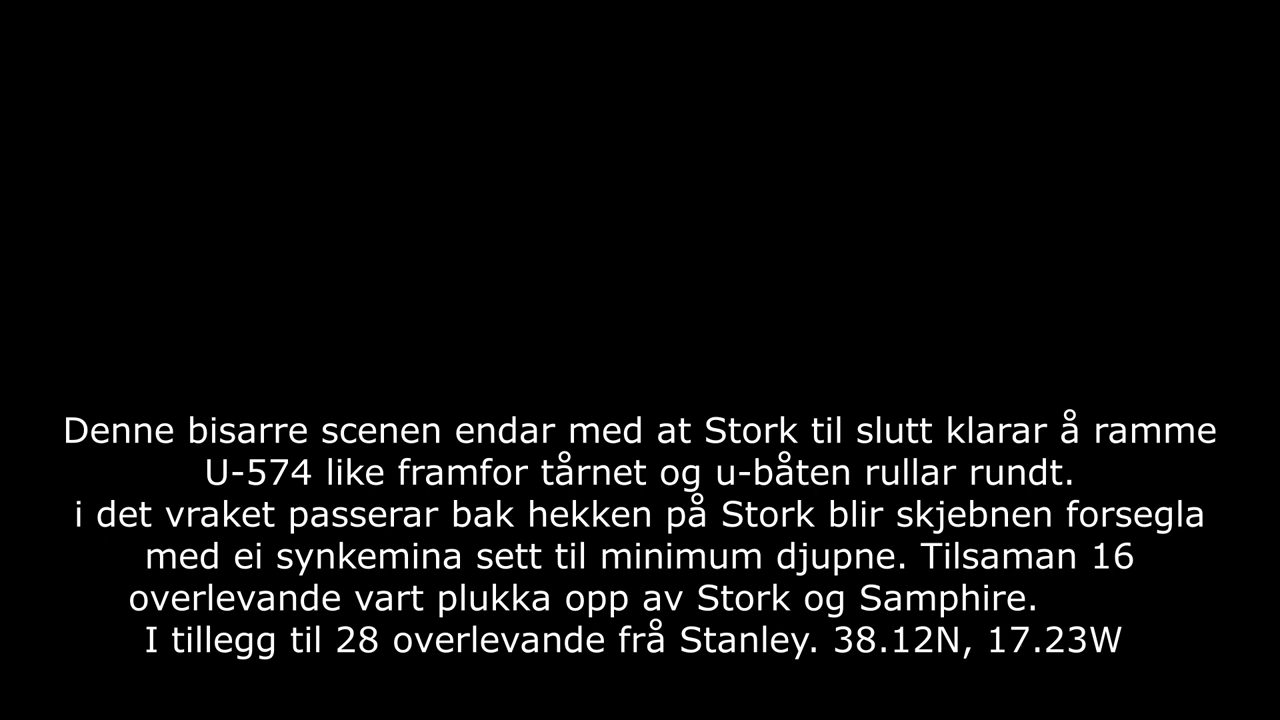 Denne bisarre scenen endar med at Stork til slutt klarar å ramme
U-574 like framfor tårnet og u-båten rullar rundt.
i det vraket passerar bak hekken på Stork blir skjebnen forsegla
med ei synkemina sett til minimum djupne. Tilsaman 16
overlevande vart plukka opp av Stork og Samphire.
I tillegg til 28 overlevande frå Stanley. 38.12N, 17.23W